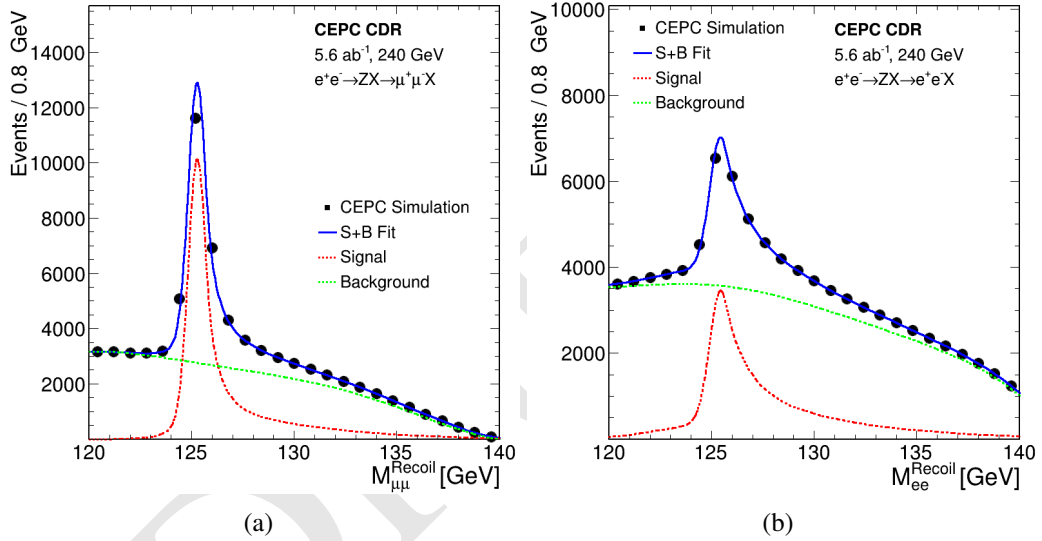 Events / 0.8 GeV
14000
12000
10000
8000
6000
4000
2000
CEPC CDR
5.6 ab⁻¹, 240 GeV
e⁺e⁻→ZX→μ⁺μ⁻X
CEPC Simulation
S+B Fit
Signal
Background
120 125 130 135 140
M^Recoil_μμ [GeV]
(a)
Events / 0.8 GeV
10000
8000
6000
4000
2000
CEPC Simulation
S+B Fit
Signal
Background
CEPC CDR
5.6 ab⁻¹, 240 GeV
e⁺e⁻→ZX→e⁺e⁻X
120 125 130 135 140
M^Recoil_ee [GeV]
(b)